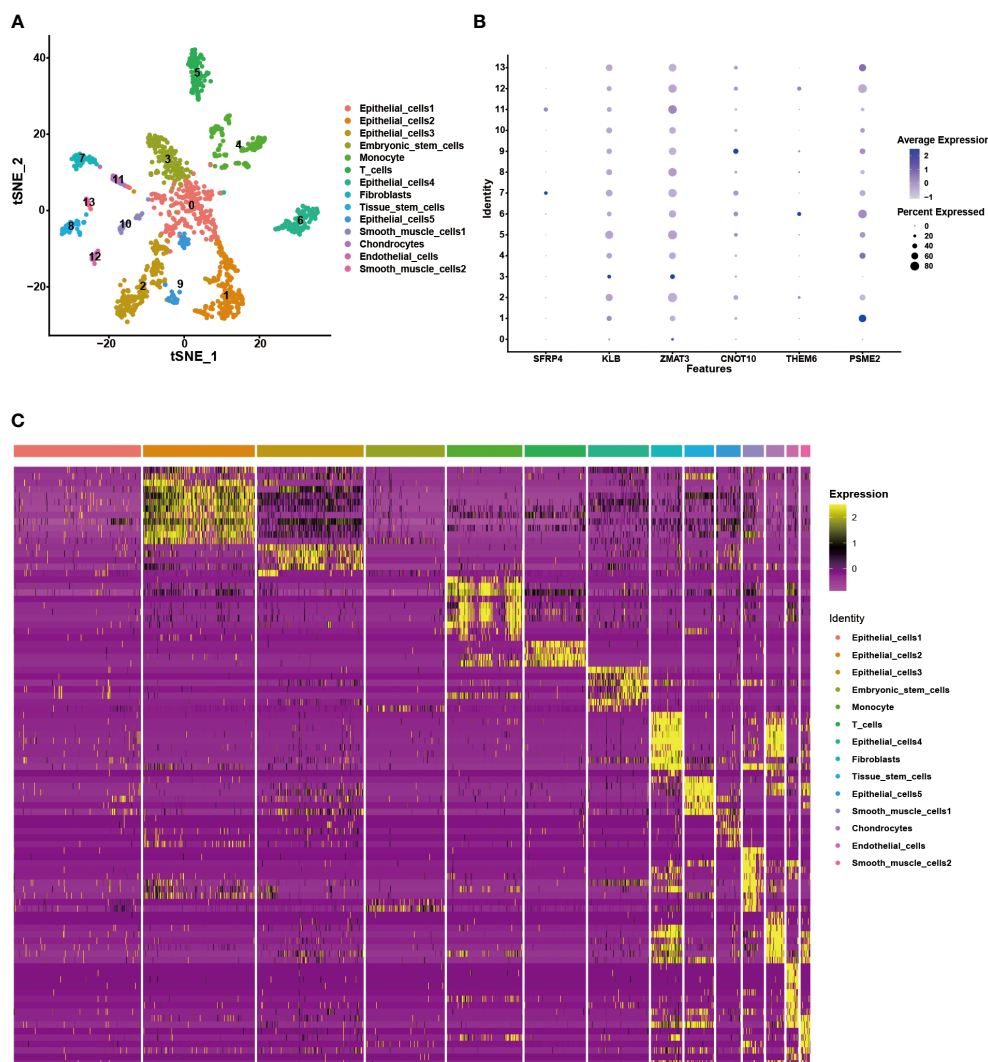 A
B
40
20
0
−20
−20
0
20
tSNE_1
tSNE_2
0
1
2
3
4
5
6
7
8
9
10
11
12
13
Epithelial_cells1
Epithelial_cells2
Epithelial_cells3
Embryonic_stem_cells
Monocyte
T_cells
Epithelial_cells4
Fibroblasts
Tissue_stem_cells
Epithelial_cells5
Smooth_muscle_cells1
Chondrocytes
Endothelial_cells
Smooth_muscle_cells2
13
12
11
10
9
8
7
6
5
4
3
2
1
0
Identity
SFRP4 KLB ZMAT3 CNOT10 THEM6 PSME2
Features
Average Expression
2
1
0
−1
Percent Expressed
0
20
40
60
80
C
Expression
2
1
0
Identity
Epithelial_cells1
Epithelial_cells2
Epithelial_cells3
Embryonic_stem_cells
Monocyte
T_cells
Epithelial_cells4
Fibroblasts
Tissue_stem_cells
Epithelial_cells5
Smooth_muscle_cells1
Chondrocytes
Endothelial_cells
Smooth_muscle_cells2